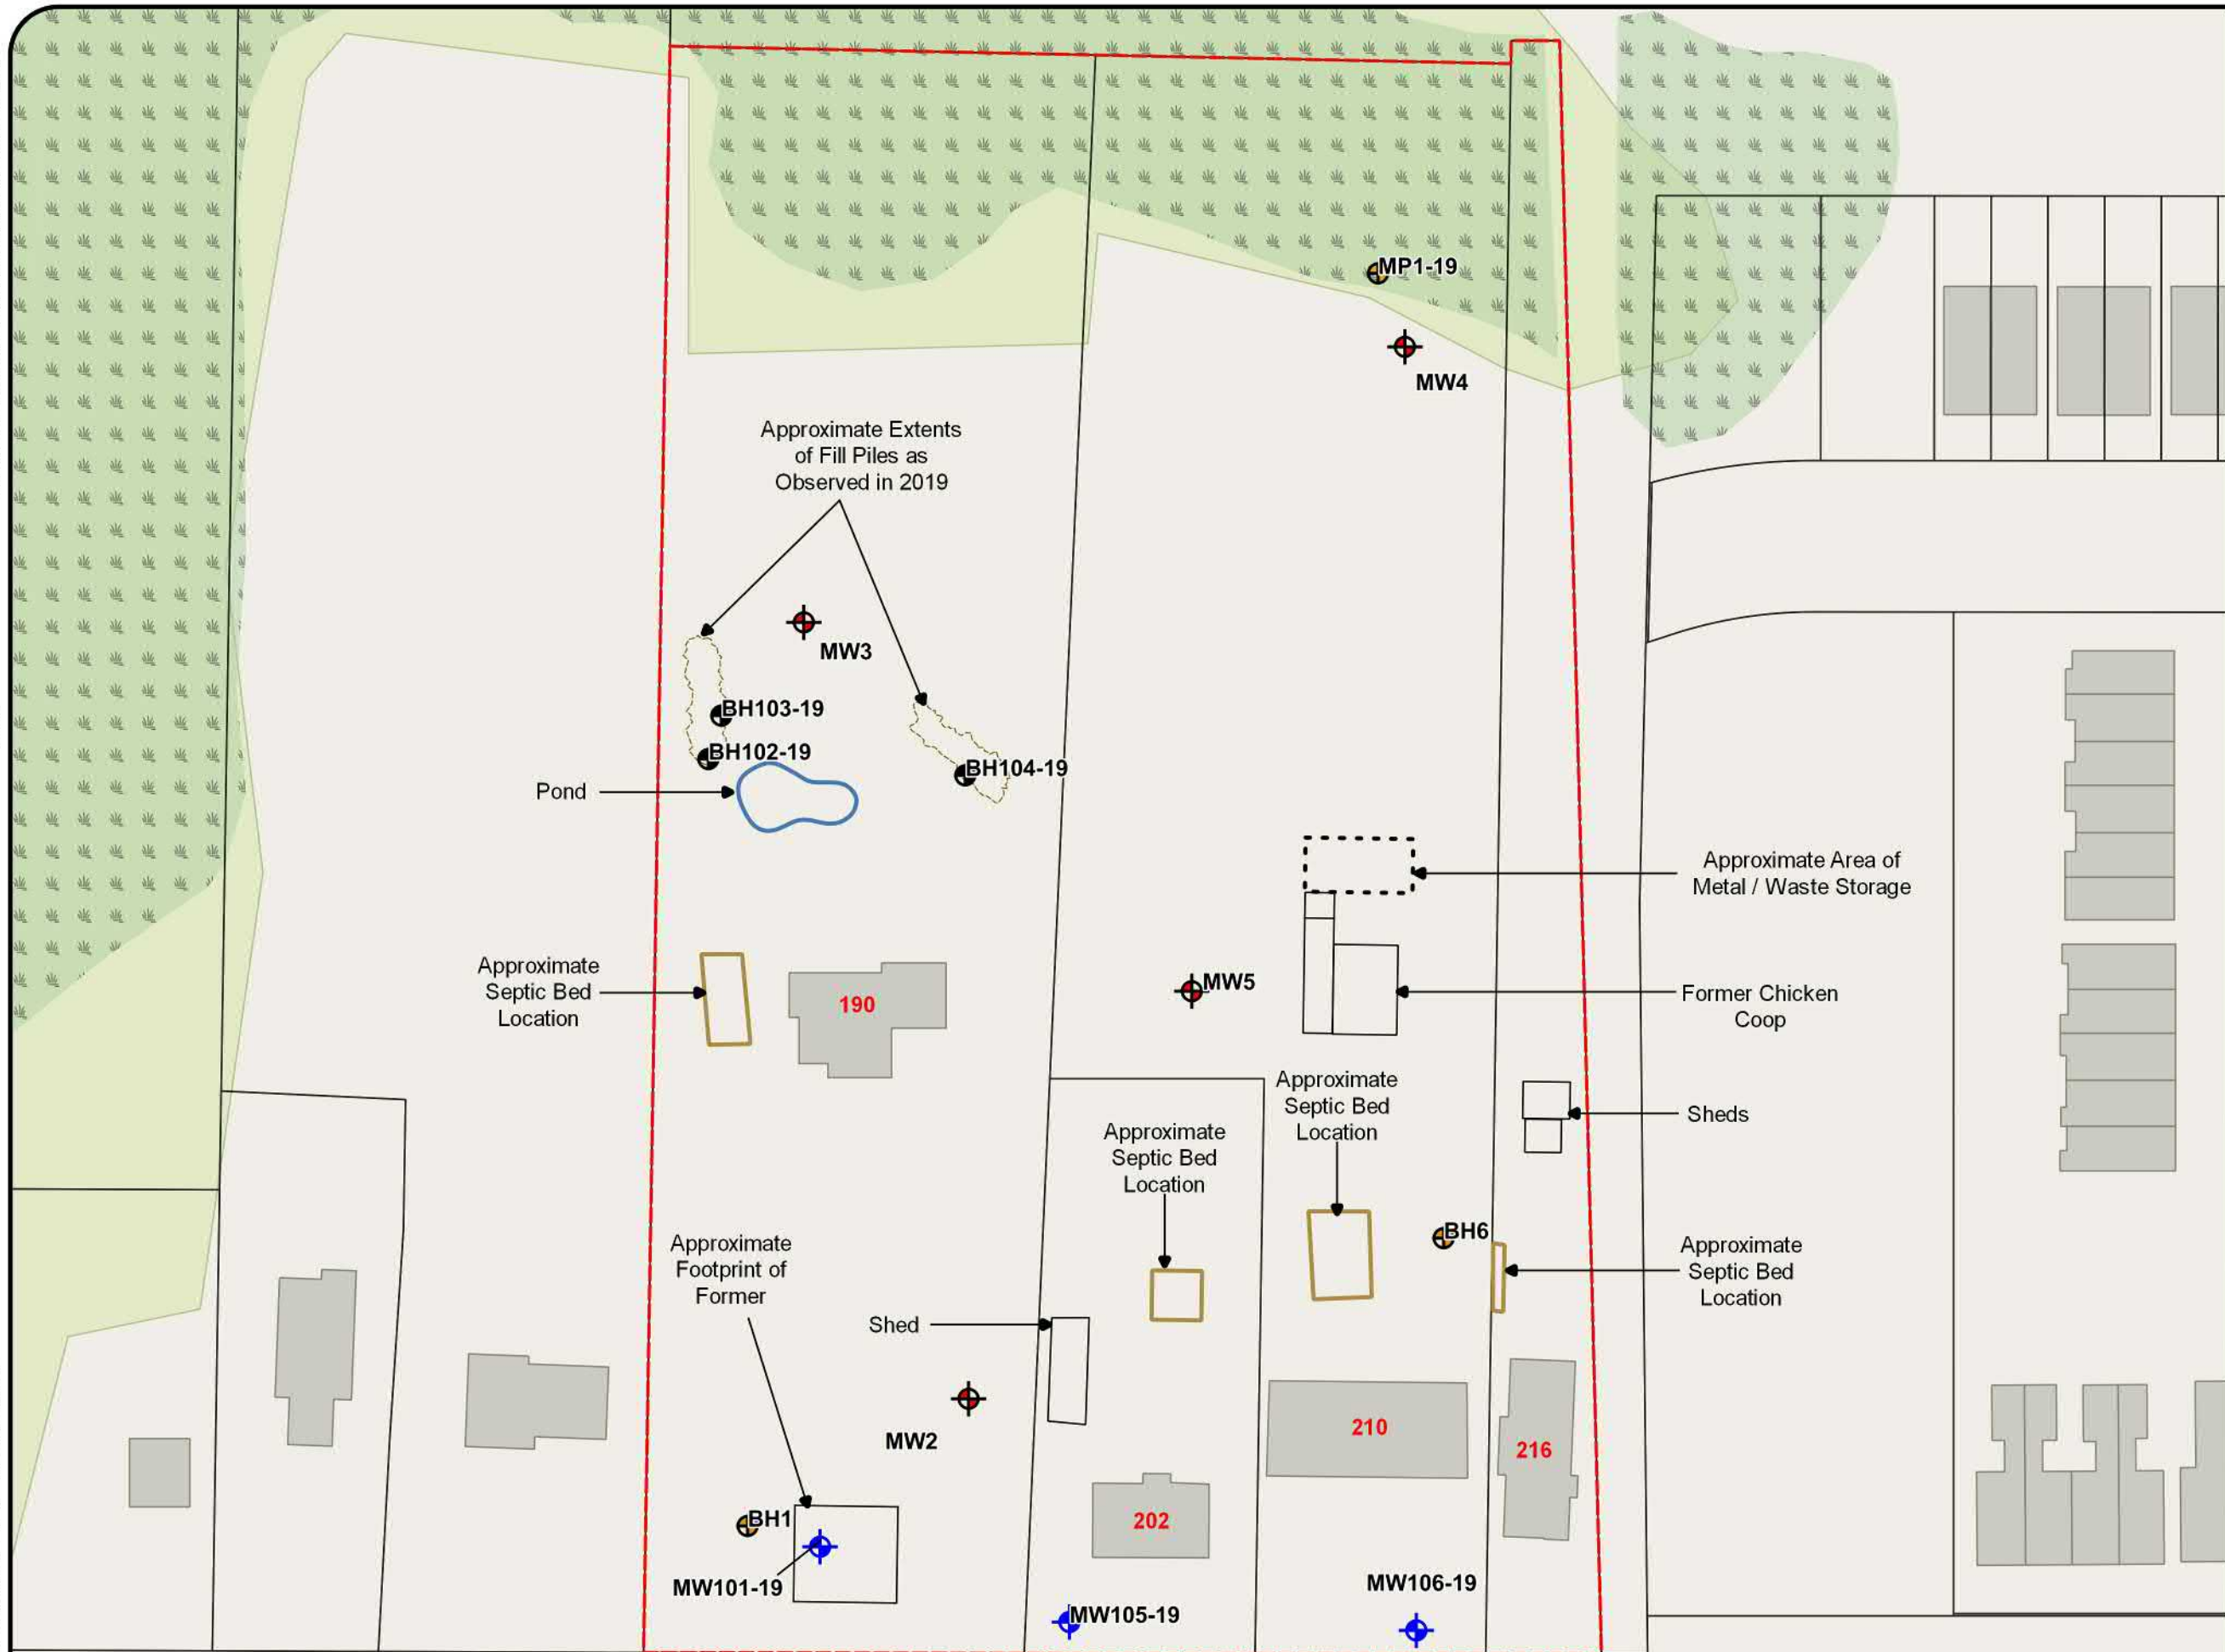 MP1-19
MW4
Approximate Extents
of Fill Piles as
Observed in 2019
MW3
BH103-19
BH102-19
BH104-19
Pond
Approximate Area of
Metal / Waste Storage
Approximate
Septic Bed
Location
190
MW5
Former Chicken
Coop
Approximate
Septic Bed
Location
Sheds
Approximate
Septic Bed
Location
BH6
Approximate
Footprint of
Former
Approximate
Septic Bed
Location
Shed
MW2
210
216
BH1
202
MW101-19
MW106-19
MW105-19